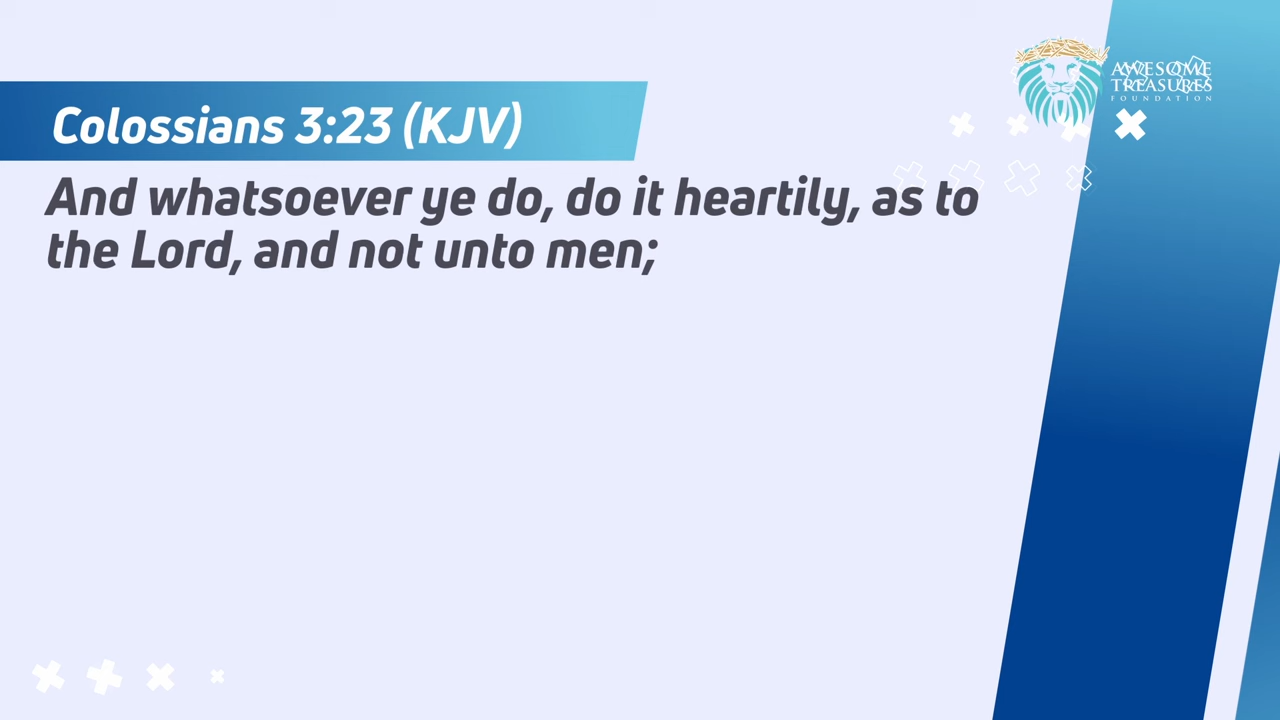 AWESOME
TREASURES
FOUNDATION
Colossians 3:23 (KJV)
And whatsoever ye do, do it heartily, as to
the Lord, and not unto men;